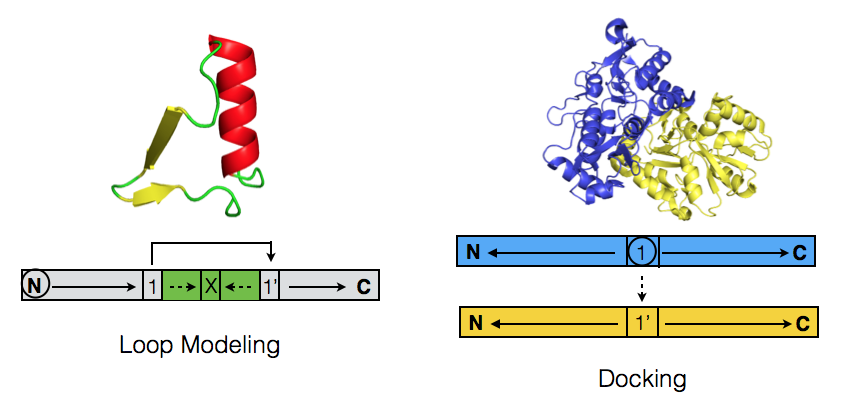 N 1 X 1' C
Loop Modeling
N 1 C
N 1' C
Docking